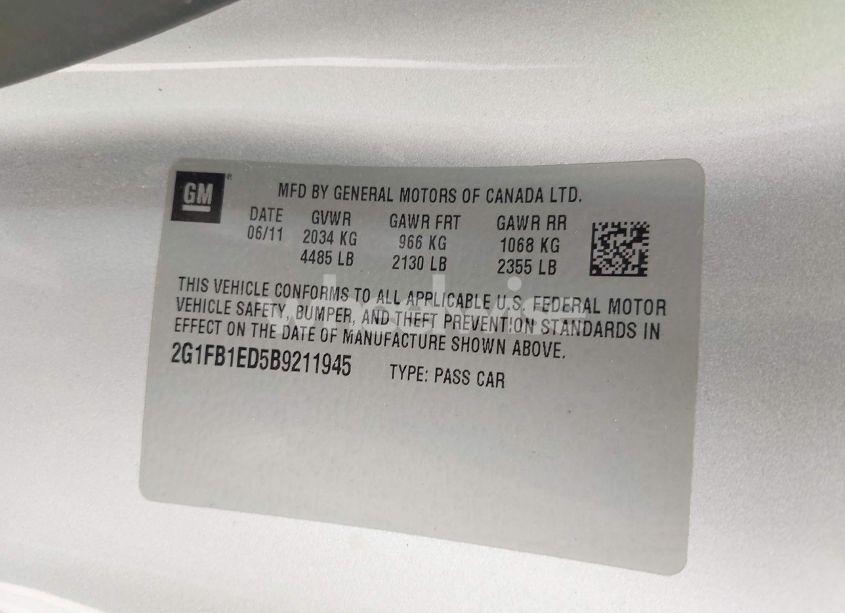 GM
MFD BY GENERAL MOTORS OF CANADA LTD.
DATE GVWR GAWR FRT GAWR RR
06/11 2034 KG 966 KG 1068 KG
4485 LB 2130 LB 2355 LB
THIS VEHICLE CONFORMS TO ALL APPLICABLE U.S. FEDERAL MOTOR
VEHICLE SAFETY, BUMPER, AND THEFT PREVENTION STANDARDS IN
EFFECT ON THE DATE OF MANUFACTURE SHOWN ABOVE.
2G1FB1ED5B9211945 TYPE: PASS CAR